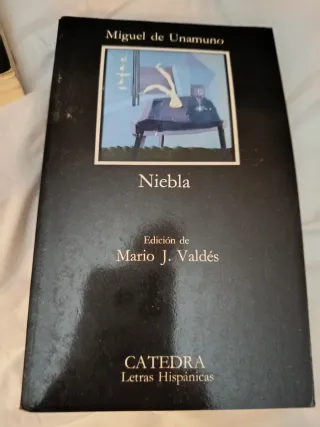 Miguel de Unamuno
Niebla
Edición de
Mario J. Valdés
CATEDRA
Letras Hispánicas